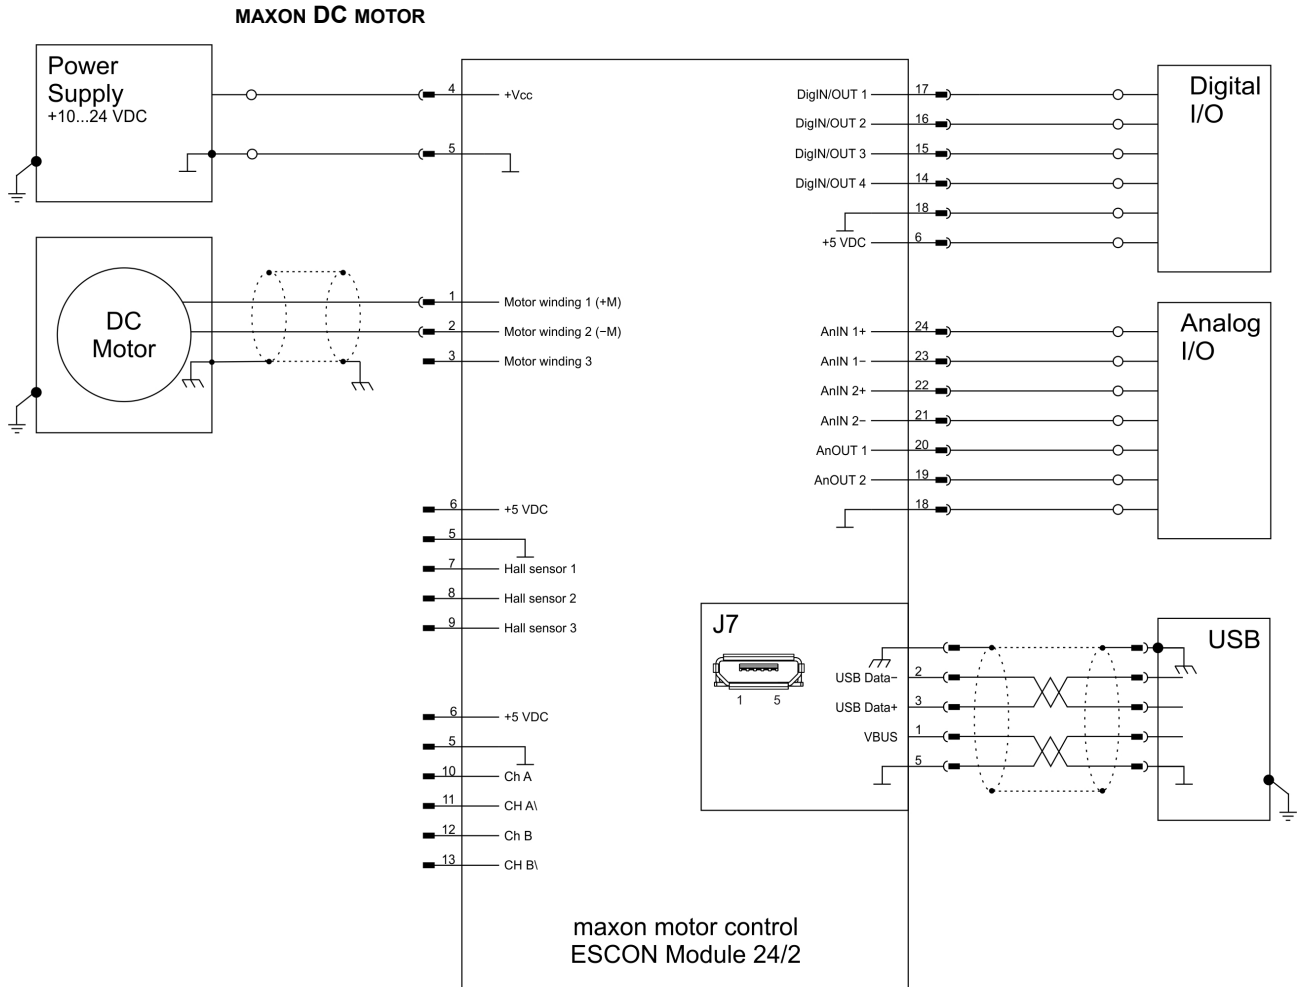 MAXON DC MOTOR
Power
Supply
+10...24 VDC
4
+Vcc
5
DC
Motor
1
Motor winding 1 (+M)
2
Motor winding 2 (−M)
3
Motor winding 3
6
+5 VDC
5
7
Hall sensor 1
8
Hall sensor 2
9
Hall sensor 3
6
+5 VDC
5
10
Ch A
11
CH A\
12
Ch B
13
CH B\
DigIN/OUT 1
17
DigIN/OUT 2
16
DigIN/OUT 3
15
DigIN/OUT 4
14
18
+5 VDC
6
Digital
I/O
AnIN 1+
24
AnIN 1−
23
AnIN 2+
22
AnIN 2−
21
AnOUT 1
20
AnOUT 2
19
18
Analog
I/O
J7
1 5
USB Data−
2
USB Data+
3
VBUS
1
5
USB
maxon motor control
ESCON Module 24/2